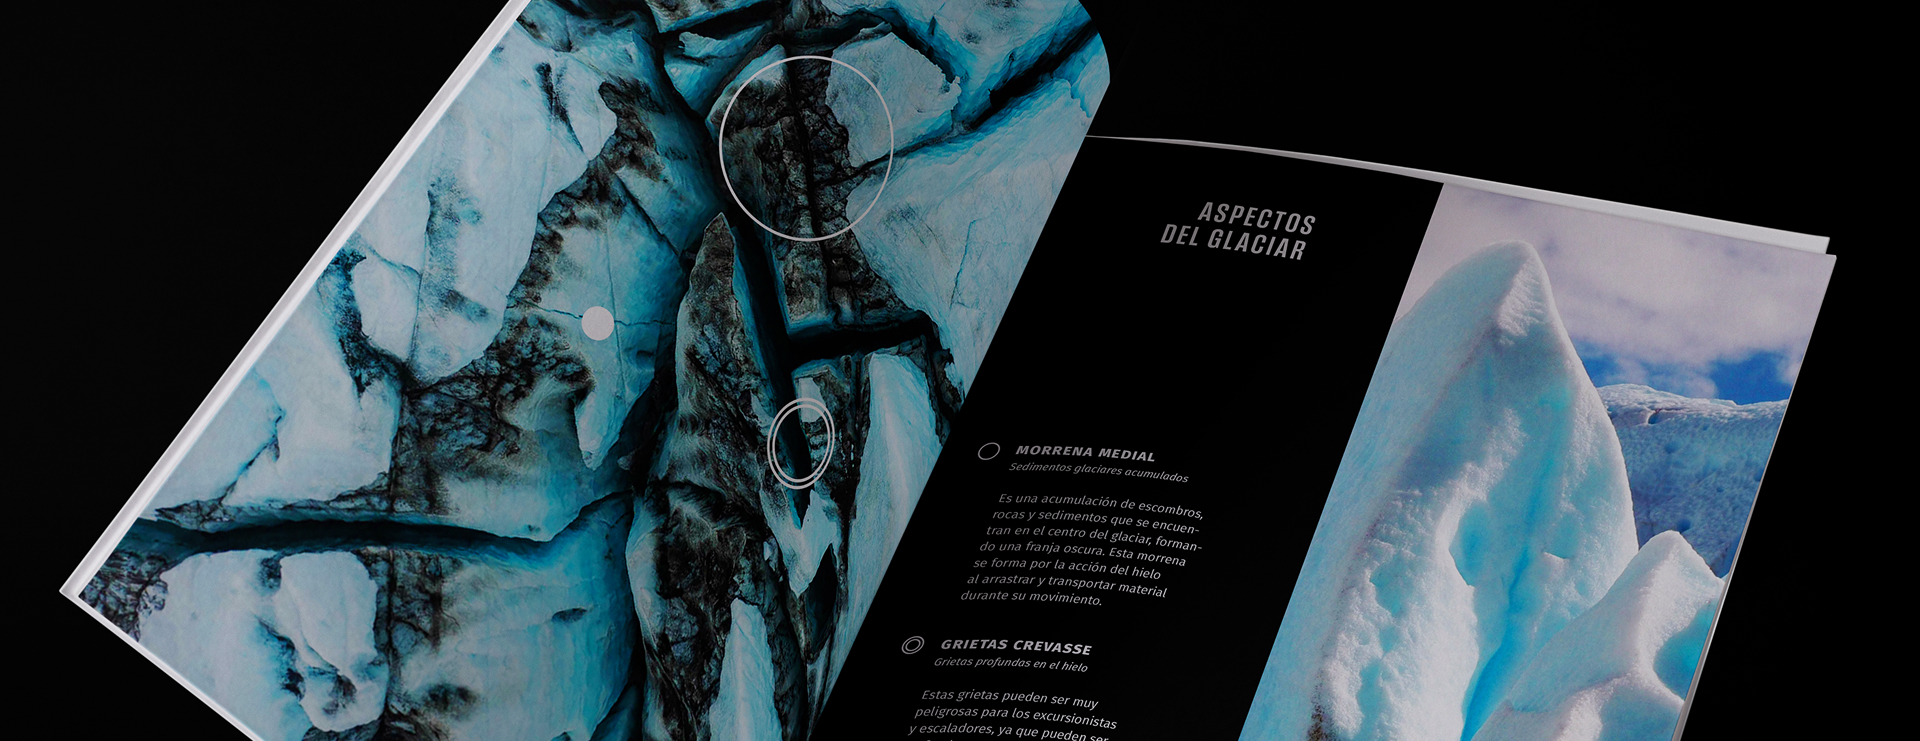 ASPECTOS
DEL GLACIAR
MORRENA MEDIAL
Sedimentos glaciares acumulados
Es una acumulación de escombros,
rocas y sedimentos que se encuen-
tran en el centro del glaciar, forman-
do una franja oscura. Esta morrena
se forma por la acción del hielo
al arrastrar y transportar material
durante su movimiento.
GRIETAS CREVASSE
Grietas profundas en el hielo
Estas grietas pueden ser muy
peligrosas para los excursionistas
y escaladores, ya que pueden ser